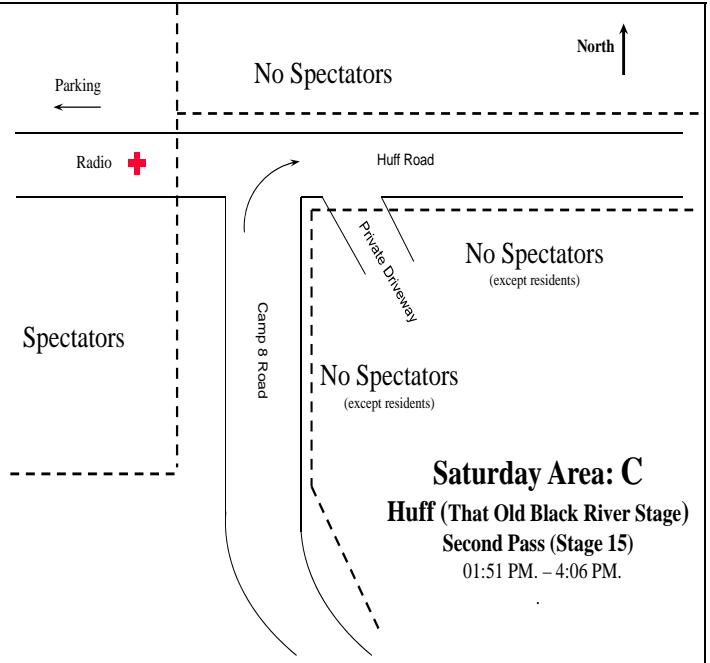 North
No Spectators
Parking
Radio
Huff Road
Private Driveway
No Spectators
(except residents)
Camp 8 Road
Spectators
No Spectators
(except residents)
Saturday Area: C
Huff (That Old Black River Stage)
Second Pass (Stage 15)
01:51 PM. – 4:06 PM.
.